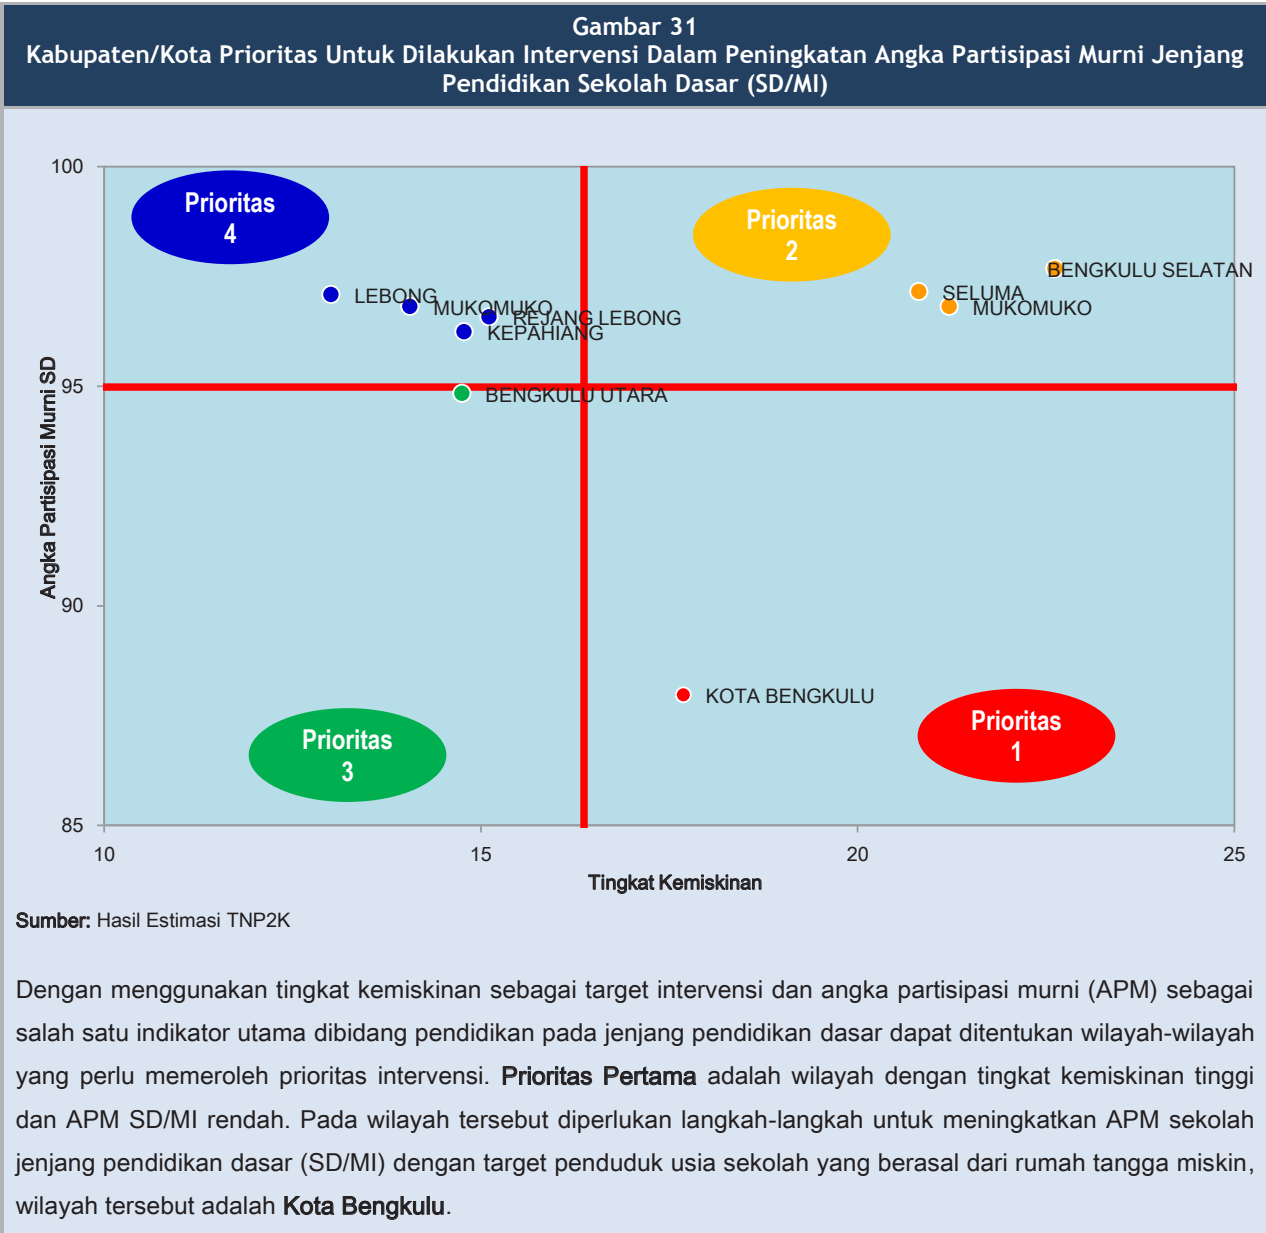 Gambar 31
Kabupaten/Kota Prioritas Untuk Dilakukan Intervensi Dalam Peningkatan Angka Partisipasi Murni Jenjang
Pendidikan Sekolah Dasar (SD/MI)
100
95
90
85
Angka Partisipasi Murni SD
Prioritas
4
Prioritas
2
BENGKULU SELATAN
LEBONG
SELUMA
MUKOMUKO
MUKOMUKO
REJANG LEBONG
KEPAHIANG
BENGKULU UTARA
KOTA BENGKULU
Prioritas
3
Prioritas
1
10
15
20
25
Tingkat Kemiskinan
Sumber: Hasil Estimasi TNP2K
Dengan menggunakan tingkat kemiskinan sebagai target intervensi dan angka partisipasi murni (APM) sebagai
salah satu indikator utama dibidang pendidikan pada jenjang pendidikan dasar dapat ditentukan wilayah-wilayah
yang perlu memeroleh prioritas intervensi. Prioritas Pertama adalah wilayah dengan tingkat kemiskinan tinggi
dan APM SD/MI rendah. Pada wilayah tersebut diperlukan langkah-langkah untuk meningkatkan APM sekolah
jenjang pendidikan dasar (SD/MI) dengan target penduduk usia sekolah yang berasal dari rumah tangga miskin,
wilayah tersebut adalah Kota Bengkulu.